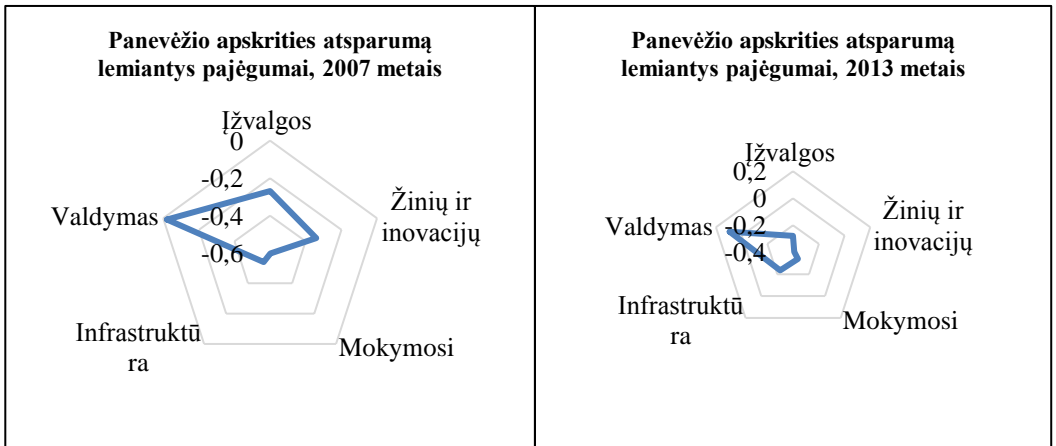 Panevėžio apskrities atsparumą
lemiantys pajėgumai, 2007 metais
Įžvalgos
0
-0,2
-0,4
-0,6
Žinių ir
inovacijų
Mokymosi
Infrastruktū
ra
Valdymas
Panevėžio apskrities atsparumą
lemiantys pajėgumai, 2013 metais
Įžvalgos
0,2
0
-0,2
-0,4
Žinių ir
inovacijų
Mokymosi
Infrastruktū
ra
Valdymas